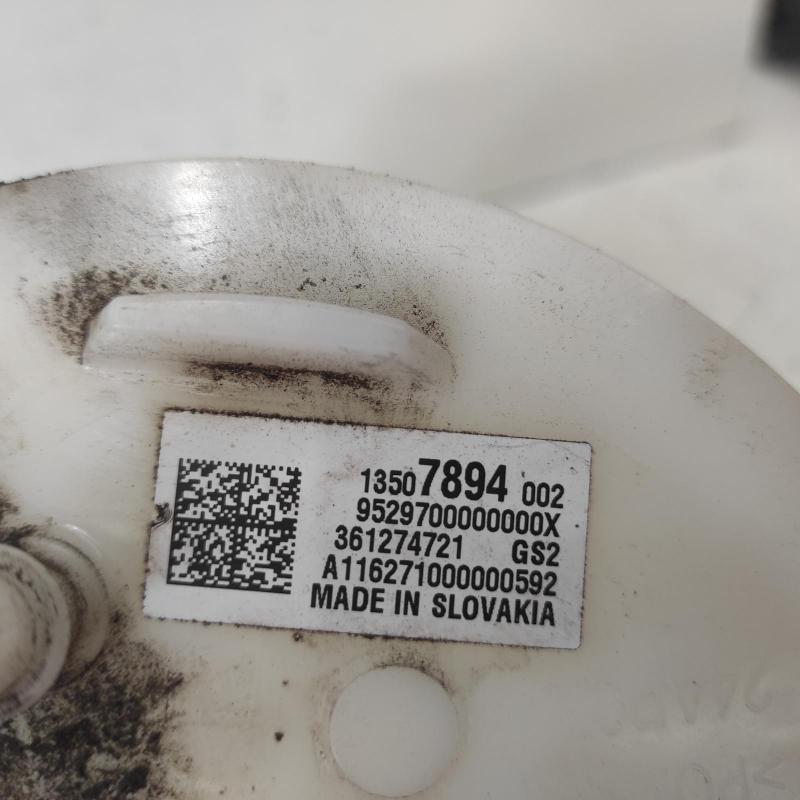 13507894 002
9529700000000X
361274721 GS2
A116271000000592
MADE IN SLOVAKIA